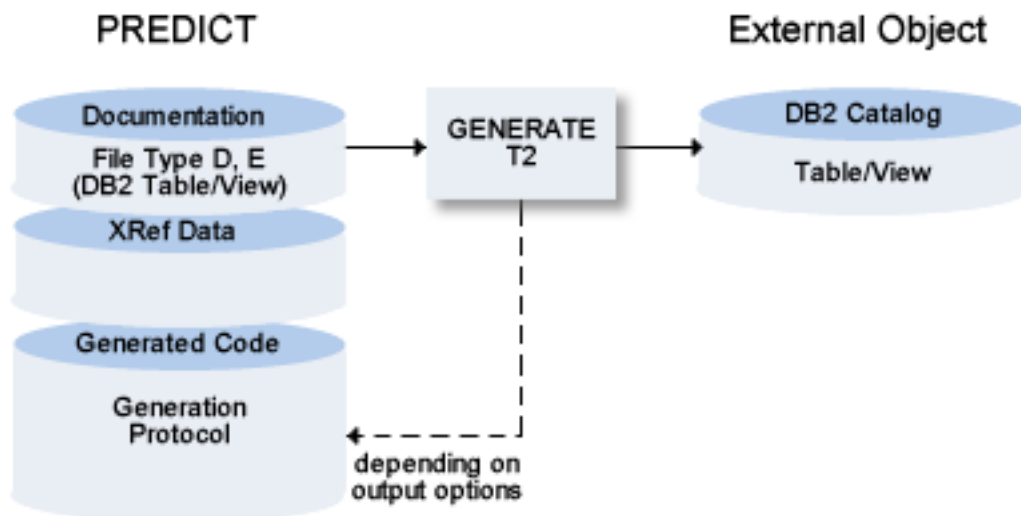 PREDICT
External Object
Documentation
File Type D, E
(DB2 Table/View)
XRef Data
Generated Code
Generation
Protocol
GENERATE
T2
depending on
output options
DB2 Catalog
Table/View